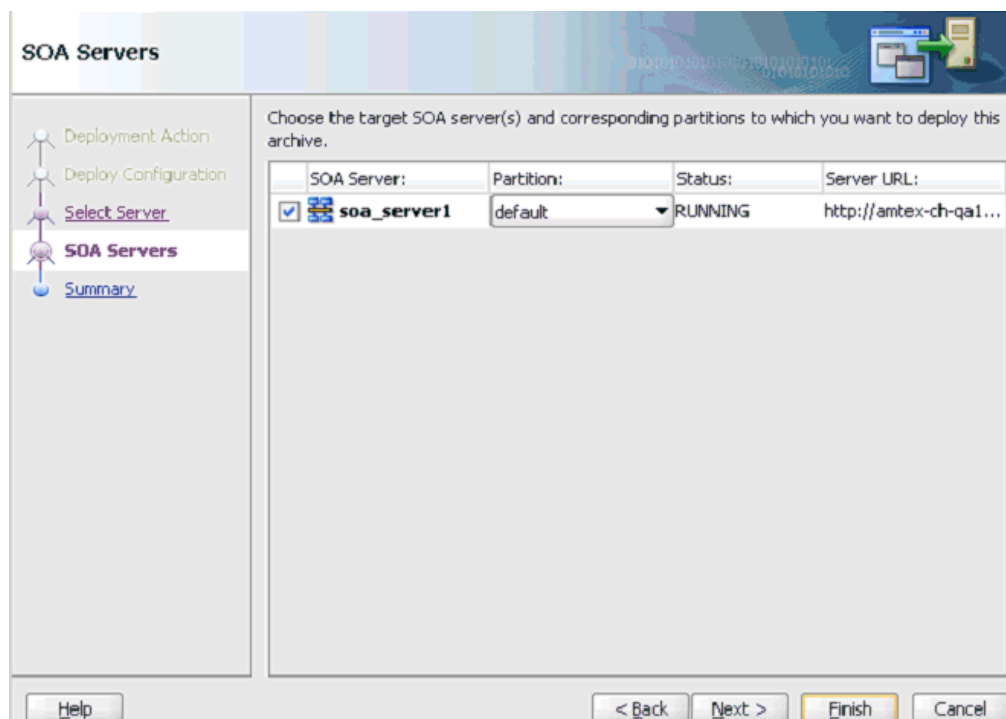 SOA Servers
Deployment Action
Deploy Configuration
Select Server
SOA Servers
Summary
Choose the target SOA server(s) and corresponding partitions to which you want to deploy this
archive.
SOA Server: Partition: Status: Server URL:
soa_server1 default RUNNING http://amtex-ch-qa1...
Help < Back Next > Finish Cancel